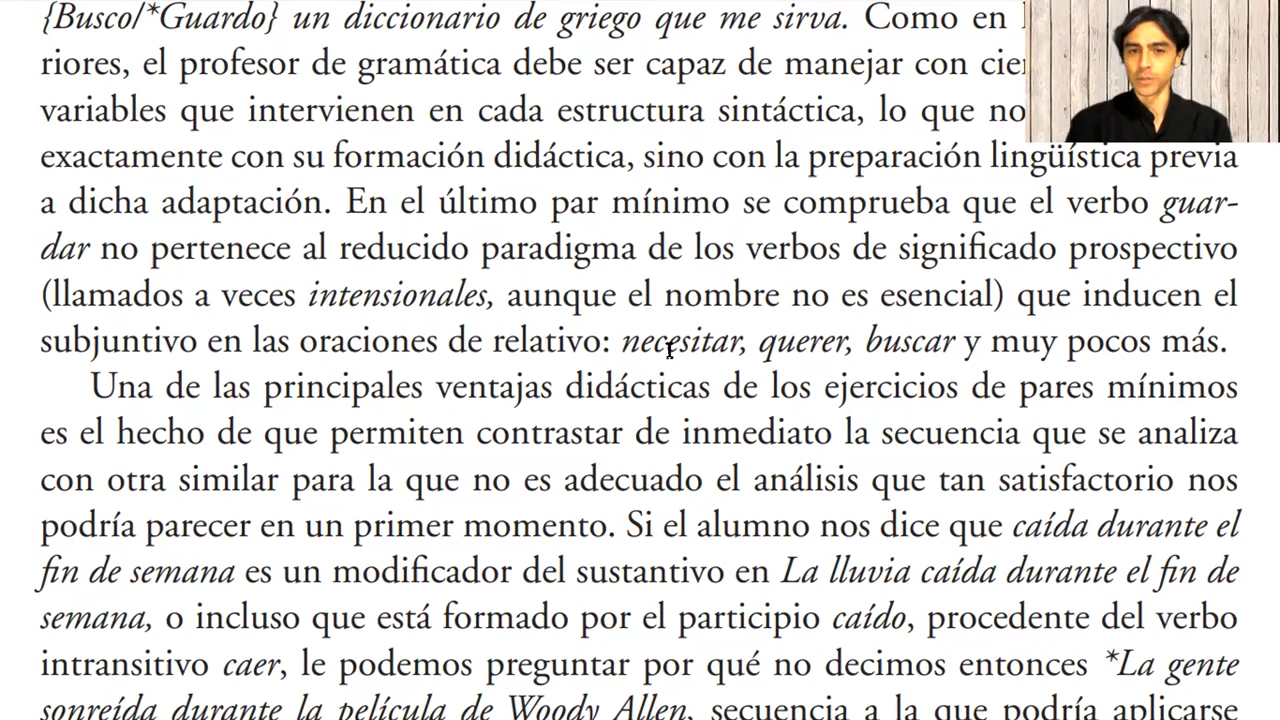 {Busco/*Guardo} un diccionario de griego que me sirva. Como en
riores, el profesor de gramática debe ser capaz de manejar con
variables que intervienen en cada estructura sintáctica, lo que no
exactamente con su formación didáctica, sino con la preparación lingüística previa
a dicha adaptación. En el último par mínimo se comprueba que el verbo guar-
dar no pertenece al reducido paradigma de los verbos de significado prospectivo
(llamados a veces intensionales, aunque el nombre no es esencial) que inducen el
subjuntivo en las oraciones de relativo: necesitar, querer, buscar y muy pocos más.
Una de las principales ventajas didácticas de los ejercicios de pares mínimos
es el hecho de que permiten contrastar de inmediato la secuencia que se analiza
con otra similar para la que no es adecuado el análisis que tan satisfactorio nos
podría parecer en un primer momento. Si el alumno nos dice que caída durante el
fin de semana es un modificador del sustantivo en La lluvia caída durante el fin de
semana, o incluso que está formado por el participio caído, procedente del verbo
intransitivo caer, le podemos preguntar por qué no decimos entonces *La gente
sonreída durante la película de Woody Allen, secuencia a la que podría aplicarse